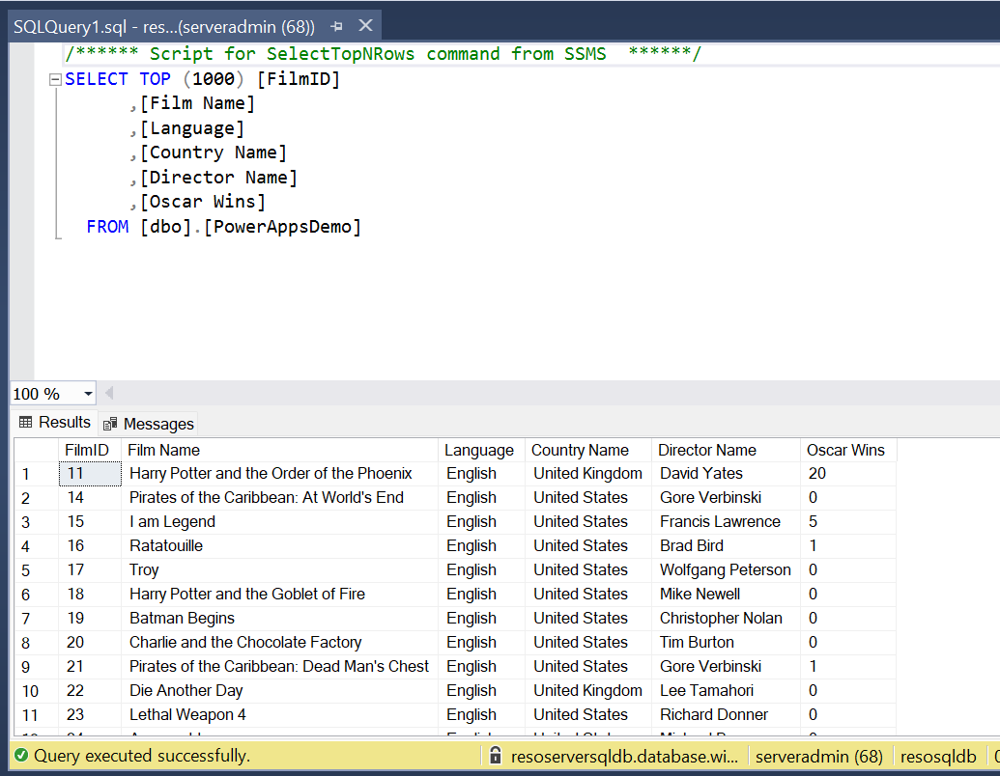 SQLQuery1.sql - res...(serveradmin (68))
/****** Script for SelectTopNRows command from SSMS  ******/
SELECT TOP (1000) [FilmID]
,[Film Name]
,[Language]
,[Country Name]
,[Director Name]
,[Oscar Wins]
FROM [dbo].[PowerAppsDemo]
100 %
Results Messages
FilmID Film Name Language Country Name Director Name Oscar Wins
1 11 Harry Potter and the Order of the Phoenix English United Kingdom David Yates 20
2 14 Pirates of the Caribbean: At World's End English United States Gore Verbinski 0
3 15 I am Legend English United States Francis Lawrence 5
4 16 Ratatouille English United States Brad Bird 1
5 17 Troy English United States Wolfgang Peterson 0
6 18 Harry Potter and the Goblet of Fire English United States Mike Newell 0
7 19 Batman Begins English United States Christopher Nolan 0
8 20 Charlie and the Chocolate Factory English United States Tim Burton 0
9 21 Pirates of the Caribbean: Dead Man's Chest English United States Gore Verbinski 1
10 22 Die Another Day English United Kingdom Lee Tamahori 0
11 23 Lethal Weapon 4 English United States Richard Donner 0
Query executed successfully. resoserversqldb.database.wi... serveradmin (68) resosqldb